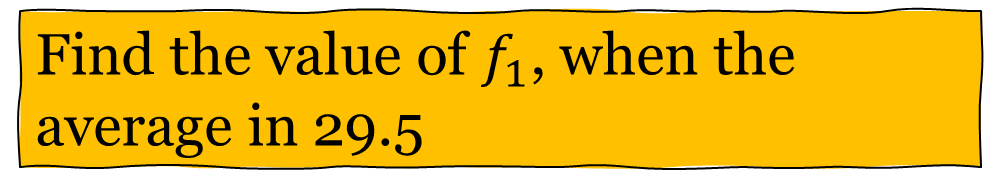 Find the value of f₁, when the
average in 29.5